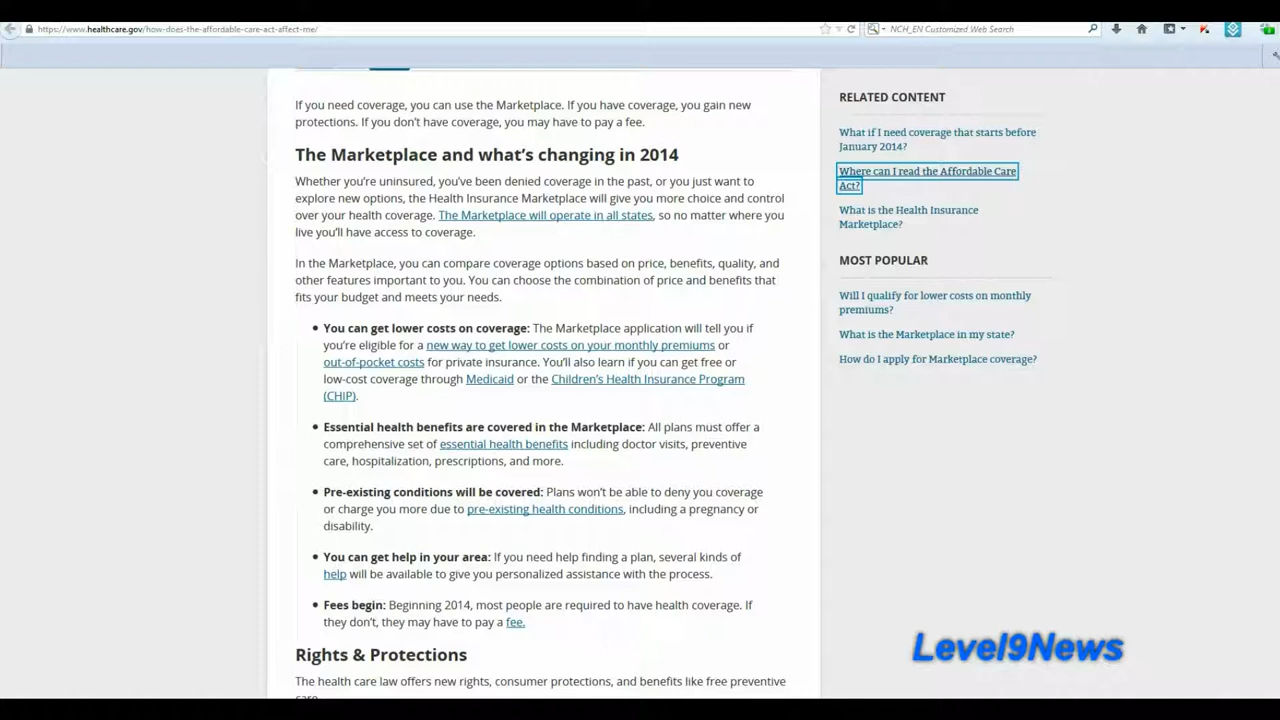 https://www.healthcare.gov/how-does-the-affordable-care-act-affect-me/
NCH_EN Customized Web Search
If you need coverage, you can use the Marketplace. If you have coverage, you gain new
protections. If you don't have coverage, you may have to pay a fee.
The Marketplace and what's changing in 2014
Whether you're uninsured, you've been denied coverage in the past, or you just want to
explore new options, the Health Insurance Marketplace will give you more choice and control
over your health coverage. The Marketplace will operate in all states, so no matter where you
live you'll have access to coverage.
In the Marketplace, you can compare coverage options based on price, benefits, quality, and
other features important to you. You can choose the combination of price and benefits that
fits your budget and meets your needs.
• You can get lower costs on coverage: The Marketplace application will tell you if
you're eligible for a new way to get lower costs on your monthly premiums or
out-of-pocket costs for private insurance. You'll also learn if you can get free or
low-cost coverage through Medicaid or the Children's Health Insurance Program
(CHIP).
• Essential health benefits are covered in the Marketplace: All plans must offer a
comprehensive set of essential health benefits including doctor visits, preventive
care, hospitalization, prescriptions, and more.
• Pre-existing conditions will be covered: Plans won't be able to deny you coverage
or charge you more due to pre-existing health conditions, including a pregnancy or
disability.
• You can get help in your area: If you need help finding a plan, several kinds of
help will be available to give you personalized assistance with the process.
• Fees begin: Beginning 2014, most people are required to have health coverage. If
they don't, they may have to pay a fee.
Rights & Protections
The health care law offers new rights, consumer protections, and benefits like free preventive
care
RELATED CONTENT
What if I need coverage that starts before
January 2014?
Where can I read the Affordable Care
Act?
What is the Health Insurance
Marketplace?
MOST POPULAR
Will I qualify for lower costs on monthly
premiums?
What is the Marketplace in my state?
How do I apply for Marketplace coverage?
Level9News